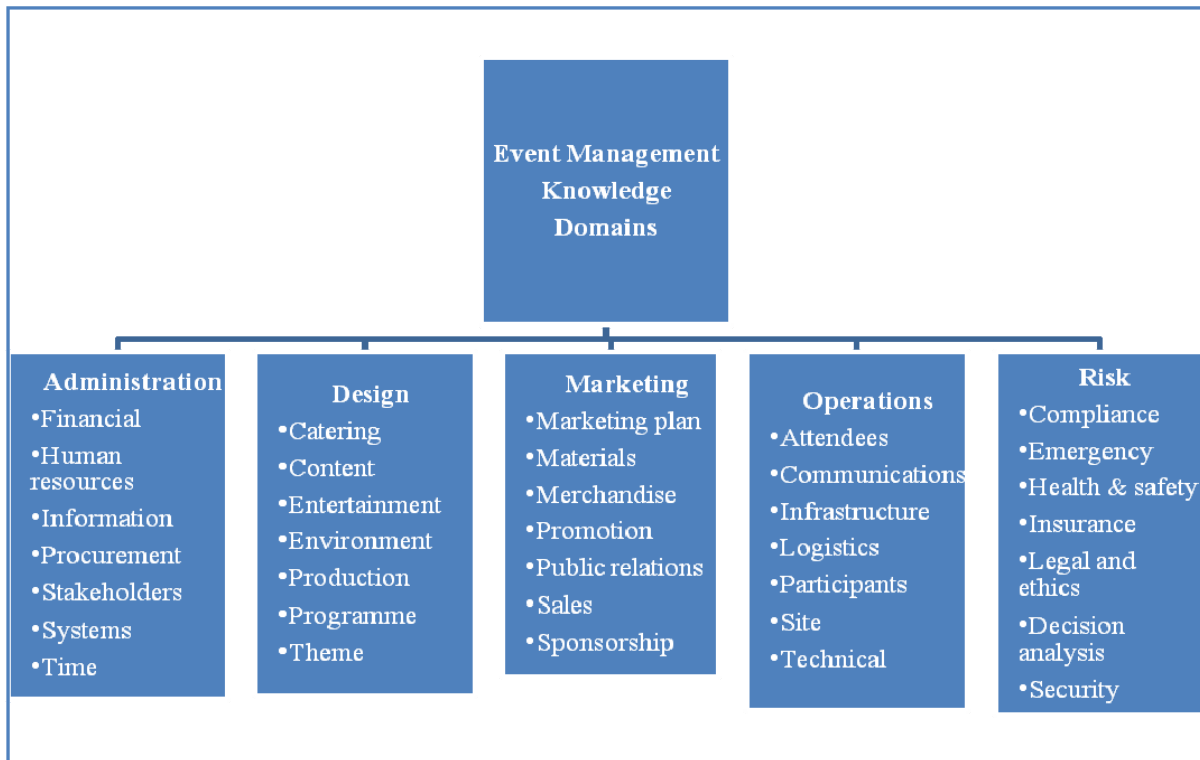 Event Management
Knowledge
Domains
Administration
•Financial
•Human
resources
•Information
•Procurement
•Stakeholders
•Systems
•Time
Design
•Catering
•Content
•Entertainment
•Environment
•Production
•Programme
•Theme
Marketing
•Marketing plan
•Materials
•Merchandise
•Promotion
•Public relations
•Sales
•Sponsorship
Operations
•Attendees
•Communications
•Infrastructure
•Logistics
•Participants
•Site
•Technical
Risk
•Compliance
•Emergency
•Health & safety
•Insurance
•Legal and
ethics
•Decision
analysis
•Security